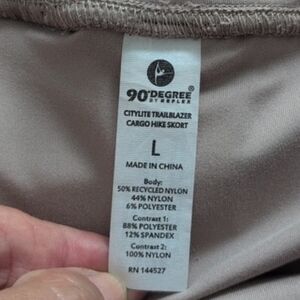 90°DEGREE®
BY REFLEX
CITYLITE TRAILBLAZER
CARGO HIKE SKORT
L
MADE IN CHINA
Body:
50% RECYCLED NYLON
44% NYLON
6% POLYESTER
Contrast 1:
88% POLYESTER
12% SPANDEX
Contrast 2:
100% NYLON
RN 144527